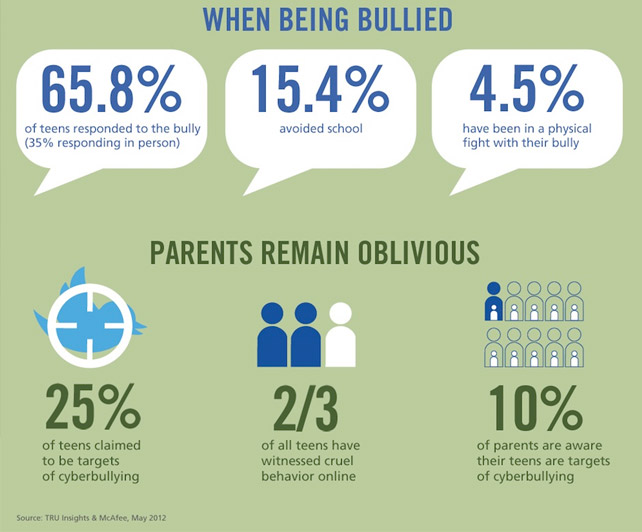 WHEN BEING BULLIED
65.8%
of teens responded to the bully
(35% responding in person)
15.4%
avoided school
4.5%
have been in a physical
fight with their bully
PARENTS REMAIN OBLIVIOUS
25%
of teens claimed
to be targets
of cyberbullying
2/3
of all teens have
witnessed cruel
behavior online
10%
of parents are aware
their teens are targets
of cyberbullying
Source: TRU Insights & McAfee, May 2012